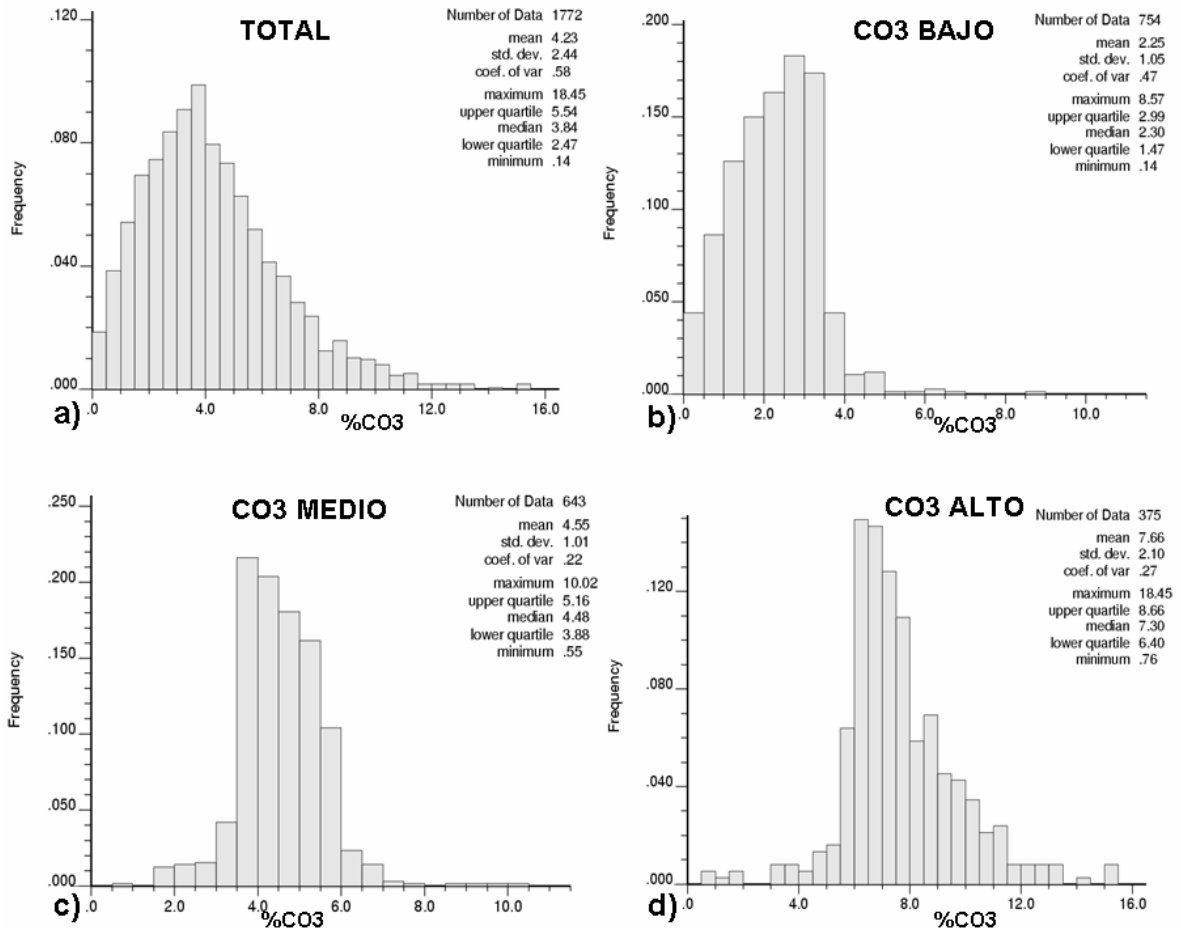 TOTAL
Number of Data 1772
mean 4.23
std. dev. 2.44
coef. of var .58
maximum 18.45
upper quartile 5.54
median 3.84
lower quartile 2.47
minimum .14
Frequency
.120
.080
.040
.000
.0 4.0 8.0 12.0 16.0
%CO3
a)
CO3 BAJO
Number of Data 754
mean 2.25
std. dev. 1.05
coef. of var .47
maximum 8.57
upper quartile 2.99
median 2.30
lower quartile 1.47
minimum .14
Frequency
.200
.150
.100
.050
.000
.0 2.0 4.0 6.0 8.0 10.0
%CO3
b)
CO3 MEDIO
Number of Data 643
mean 4.55
std. dev. 1.01
coef. of var .22
maximum 10.02
upper quartile 5.16
median 4.48
lower quartile 3.88
minimum .55
Frequency
.250
.200
.150
.100
.050
.000
.0 2.0 4.0 6.0 8.0 10.0
%CO3
c)
CO3 ALTO
Number of Data 375
mean 7.66
std. dev. 2.10
coef. of var .27
maximum 18.45
upper quartile 8.66
median 7.30
lower quartile 6.40
minimum .76
Frequency
.120
.080
.040
.000
.0 4.0 8.0 12.0 16.0
%CO3
d)